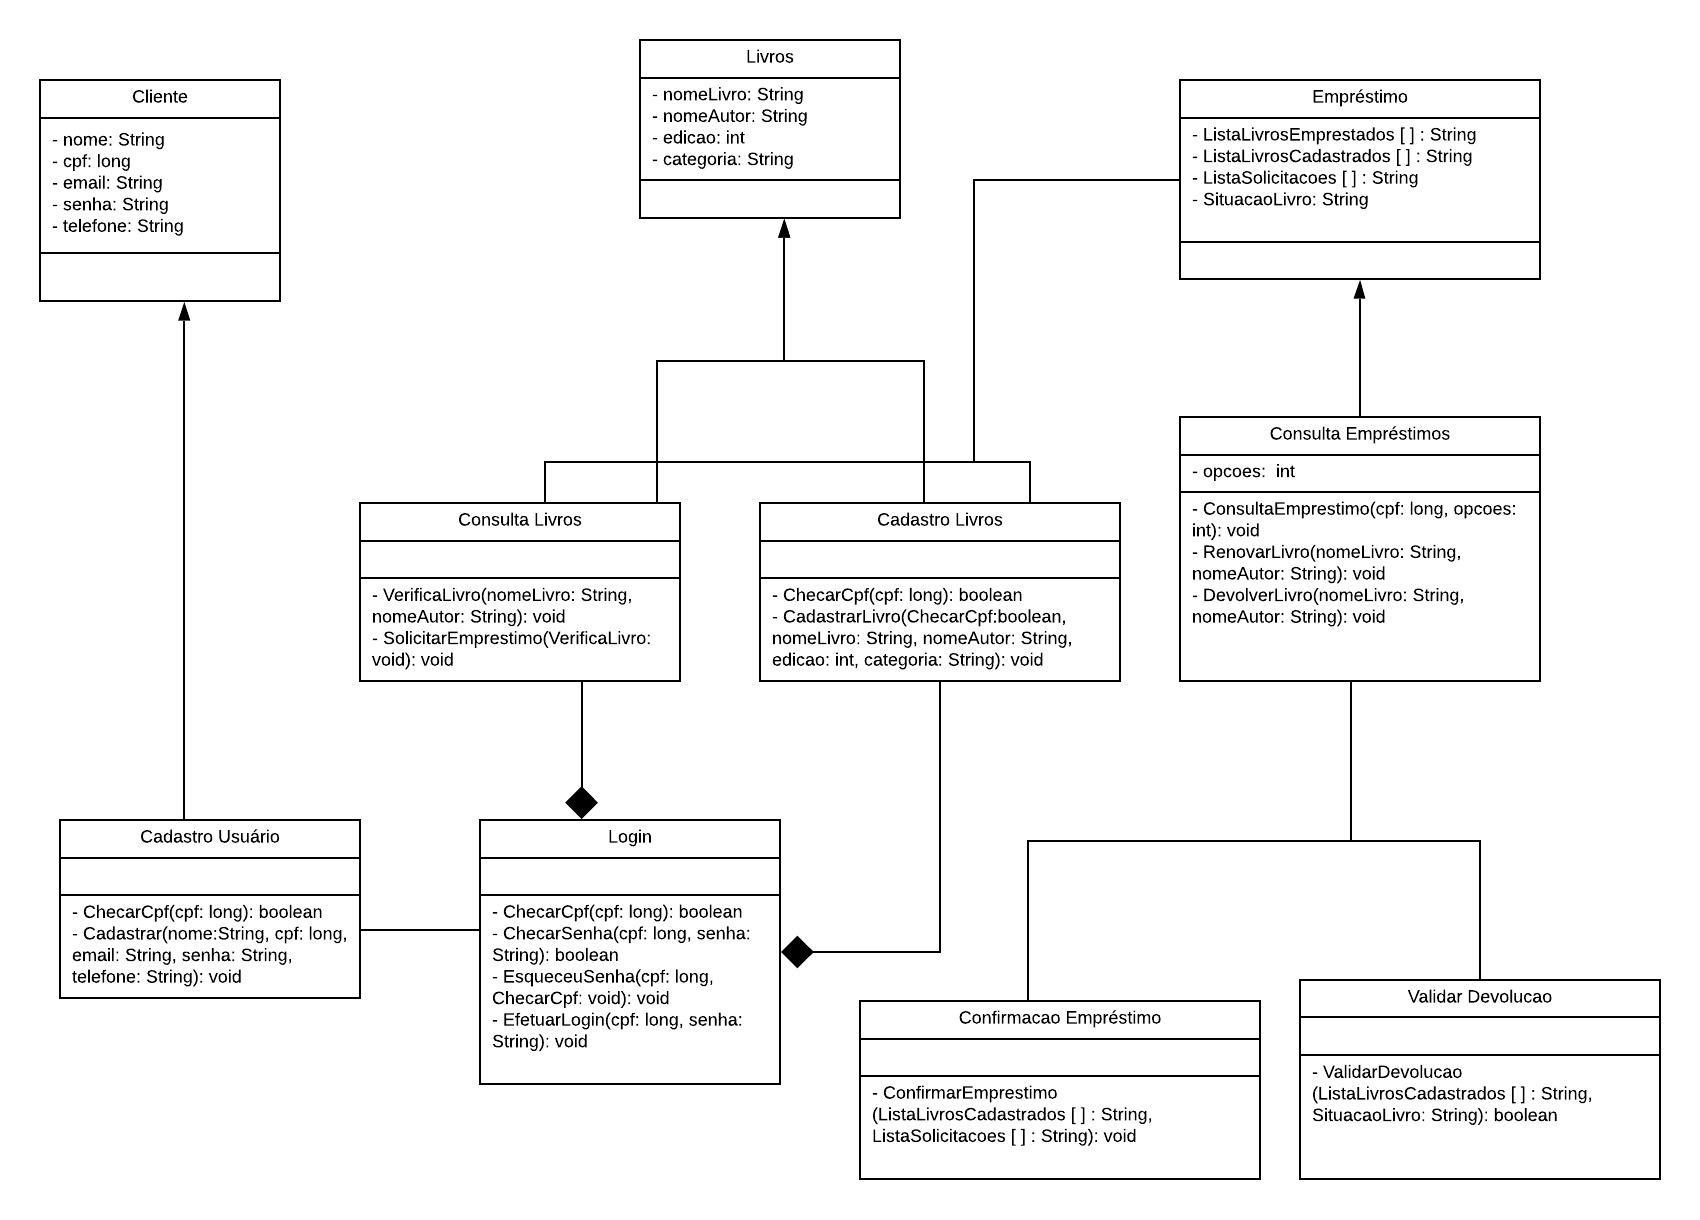 Cliente
- nome: String
- cpf: long
- email: String
- senha: String
- telefone: String
Livros
- nomeLivro: String
- nomeAutor: String
- edicao: int
- categoria: String
Empréstimo
- ListaLivrosEmprestados [ ] : String
- ListaLivrosCadastrados [ ] : String
- ListaSolicitacoes [ ] : String
- SituacaoLivro: String
Consulta Livros
- VerificaLivro(nomeLivro: String,
nomeAutor: String): void
- SolicitarEmprestimo(VerificaLivro:
void): void
Cadastro Livros
- ChecarCpf(cpf: long): boolean
- CadastrarLivro(ChecarCpf:boolean,
nomeLivro: String, nomeAutor: String,
edicao: int, categoria: String): void
Consulta Empréstimos
- opcoes:  int
- ConsultaEmprestimo(cpf: long, opcoes:
int): void
- RenovarLivro(nomeLivro: String,
nomeAutor: String): void
- DevolverLivro(nomeLivro: String,
nomeAutor: String): void
Cadastro Usuário
- ChecarCpf(cpf: long): boolean
- Cadastrar(nome:String, cpf: long,
email: String, senha: String,
telefone: String): void
Login
- ChecarCpf(cpf: long): boolean
- ChecarSenha(cpf: long, senha:
String): boolean
- EsqueceuSenha(cpf: long,
ChecarCpf: void): void
- EfetuarLogin(cpf: long, senha:
String): void
Confirmacao Empréstimo
- ConfirmarEmprestimo
(ListaLivrosCadastrados [ ] : String,
ListaSolicitacoes [ ] : String): void
Validar Devolucao
- ValidarDevolucao
(ListaLivrosCadastrados [ ] : String,
SituacaoLivro: String): boolean